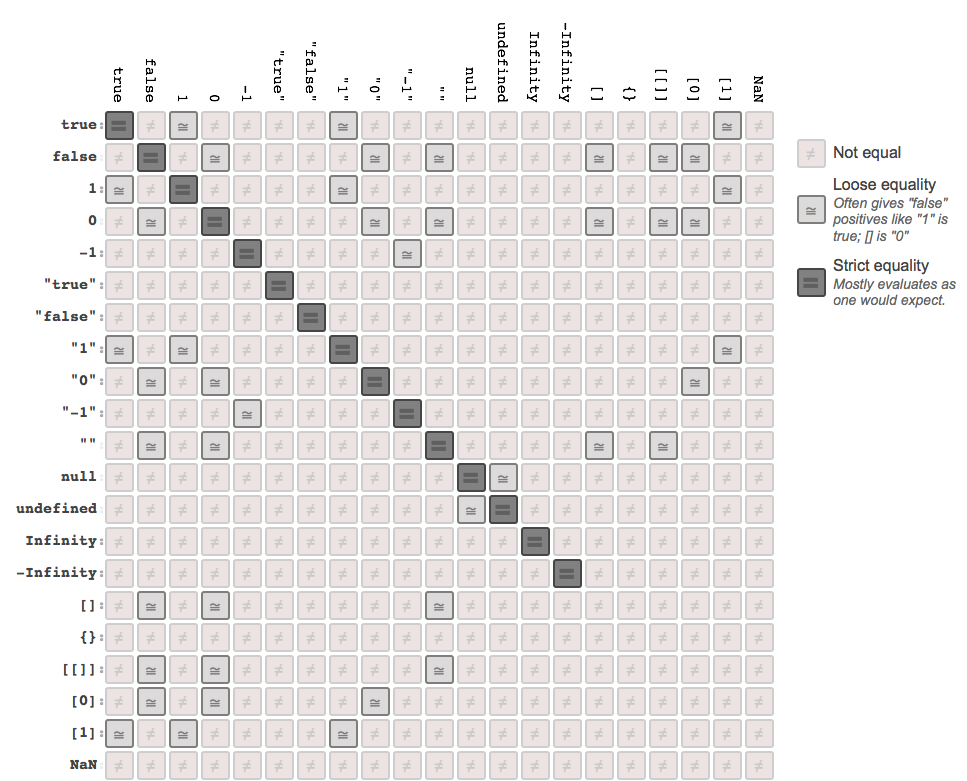 true false 1 0 -1 "true" "false" "1" "0" "-1" "" null undefined Infinity -Infinity [] {} [[]] [0] [1] NaN
true: = ≠ ≅ ≠ ≠ ≠ ≠ ≅ ≠ ≠ ≠ ≠ ≠ ≠ ≠ ≠ ≠ ≠ ≠ ≅ ≠
false: ≠ = ≠ ≅ ≠ ≠ ≠ ≠ ≅ ≠ ≅ ≠ ≠ ≠ ≠ ≅ ≠ ≅ ≅ ≠ ≠
1: ≅ ≠ = ≠ ≠ ≠ ≠ ≅ ≠ ≠ ≠ ≠ ≠ ≠ ≠ ≠ ≠ ≠ ≠ ≅ ≠
0: ≠ ≅ ≠ = ≠ ≠ ≠ ≠ ≅ ≠ ≅ ≠ ≠ ≠ ≠ ≅ ≠ ≅ ≅ ≠ ≠
-1: ≠ ≠ ≠ ≠ = ≠ ≠ ≠ ≠ ≅ ≠ ≠ ≠ ≠ ≠ ≠ ≠ ≠ ≠ ≠ ≠
"true": ≠ ≠ ≠ ≠ ≠ = ≠ ≠ ≠ ≠ ≠ ≠ ≠ ≠ ≠ ≠ ≠ ≠ ≠ ≠ ≠
"false": ≠ ≠ ≠ ≠ ≠ ≠ = ≠ ≠ ≠ ≠ ≠ ≠ ≠ ≠ ≠ ≠ ≠ ≠ ≠ ≠
"1": ≅ ≠ ≅ ≠ ≠ ≠ ≠ = ≠ ≠ ≠ ≠ ≠ ≠ ≠ ≠ ≠ ≠ ≠ ≅ ≠
"0": ≠ ≅ ≠ ≅ ≠ ≠ ≠ ≠ = ≠ ≠ ≠ ≠ ≠ ≠ ≠ ≠ ≠ ≅ ≠ ≠
"-1": ≠ ≠ ≠ ≠ ≅ ≠ ≠ ≠ ≠ = ≠ ≠ ≠ ≠ ≠ ≠ ≠ ≠ ≠ ≠ ≠
"": ≠ ≅ ≠ ≅ ≠ ≠ ≠ ≠ ≠ ≠ = ≠ ≠ ≠ ≠ ≅ ≠ ≅ ≠ ≠ ≠
null: ≠ ≠ ≠ ≠ ≠ ≠ ≠ ≠ ≠ ≠ ≠ = ≅ ≠ ≠ ≠ ≠ ≠ ≠ ≠ ≠
undefined: ≠ ≠ ≠ ≠ ≠ ≠ ≠ ≠ ≠ ≠ ≠ ≅ = ≠ ≠ ≠ ≠ ≠ ≠ ≠ ≠
Infinity: ≠ ≠ ≠ ≠ ≠ ≠ ≠ ≠ ≠ ≠ ≠ ≠ ≠ = ≠ ≠ ≠ ≠ ≠ ≠ ≠
-Infinity: ≠ ≠ ≠ ≠ ≠ ≠ ≠ ≠ ≠ ≠ ≠ ≠ ≠ ≠ = ≠ ≠ ≠ ≠ ≠ ≠
[]: ≠ ≅ ≠ ≅ ≠ ≠ ≠ ≠ ≠ ≠ ≅ ≠ ≠ ≠ ≠ ≠ ≠ ≠ ≠ ≠ ≠
{}: ≠ ≠ ≠ ≠ ≠ ≠ ≠ ≠ ≠ ≠ ≠ ≠ ≠ ≠ ≠ ≠ ≠ ≠ ≠ ≠ ≠
[[]]: ≠ ≅ ≠ ≅ ≠ ≠ ≠ ≠ ≠ ≠ ≅ ≠ ≠ ≠ ≠ ≠ ≠ ≠ ≠ ≠ ≠
[0]: ≠ ≅ ≠ ≅ ≠ ≠ ≠ ≠ ≅ ≠ ≠ ≠ ≠ ≠ ≠ ≠ ≠ ≠ ≠ ≠ ≠
[1]: ≅ ≠ ≅ ≠ ≠ ≠ ≠ ≅ ≠ ≠ ≠ ≠ ≠ ≠ ≠ ≠ ≠ ≠ ≠ ≠ ≠
NaN: ≠ ≠ ≠ ≠ ≠ ≠ ≠ ≠ ≠ ≠ ≠ ≠ ≠ ≠ ≠ ≠ ≠ ≠ ≠ ≠ ≠
≠ Not equal
≅ Loose equality
Often gives "false"
positives like "1" is
true; [] is "0"
= Strict equality
Mostly evaluates as
one would expect.